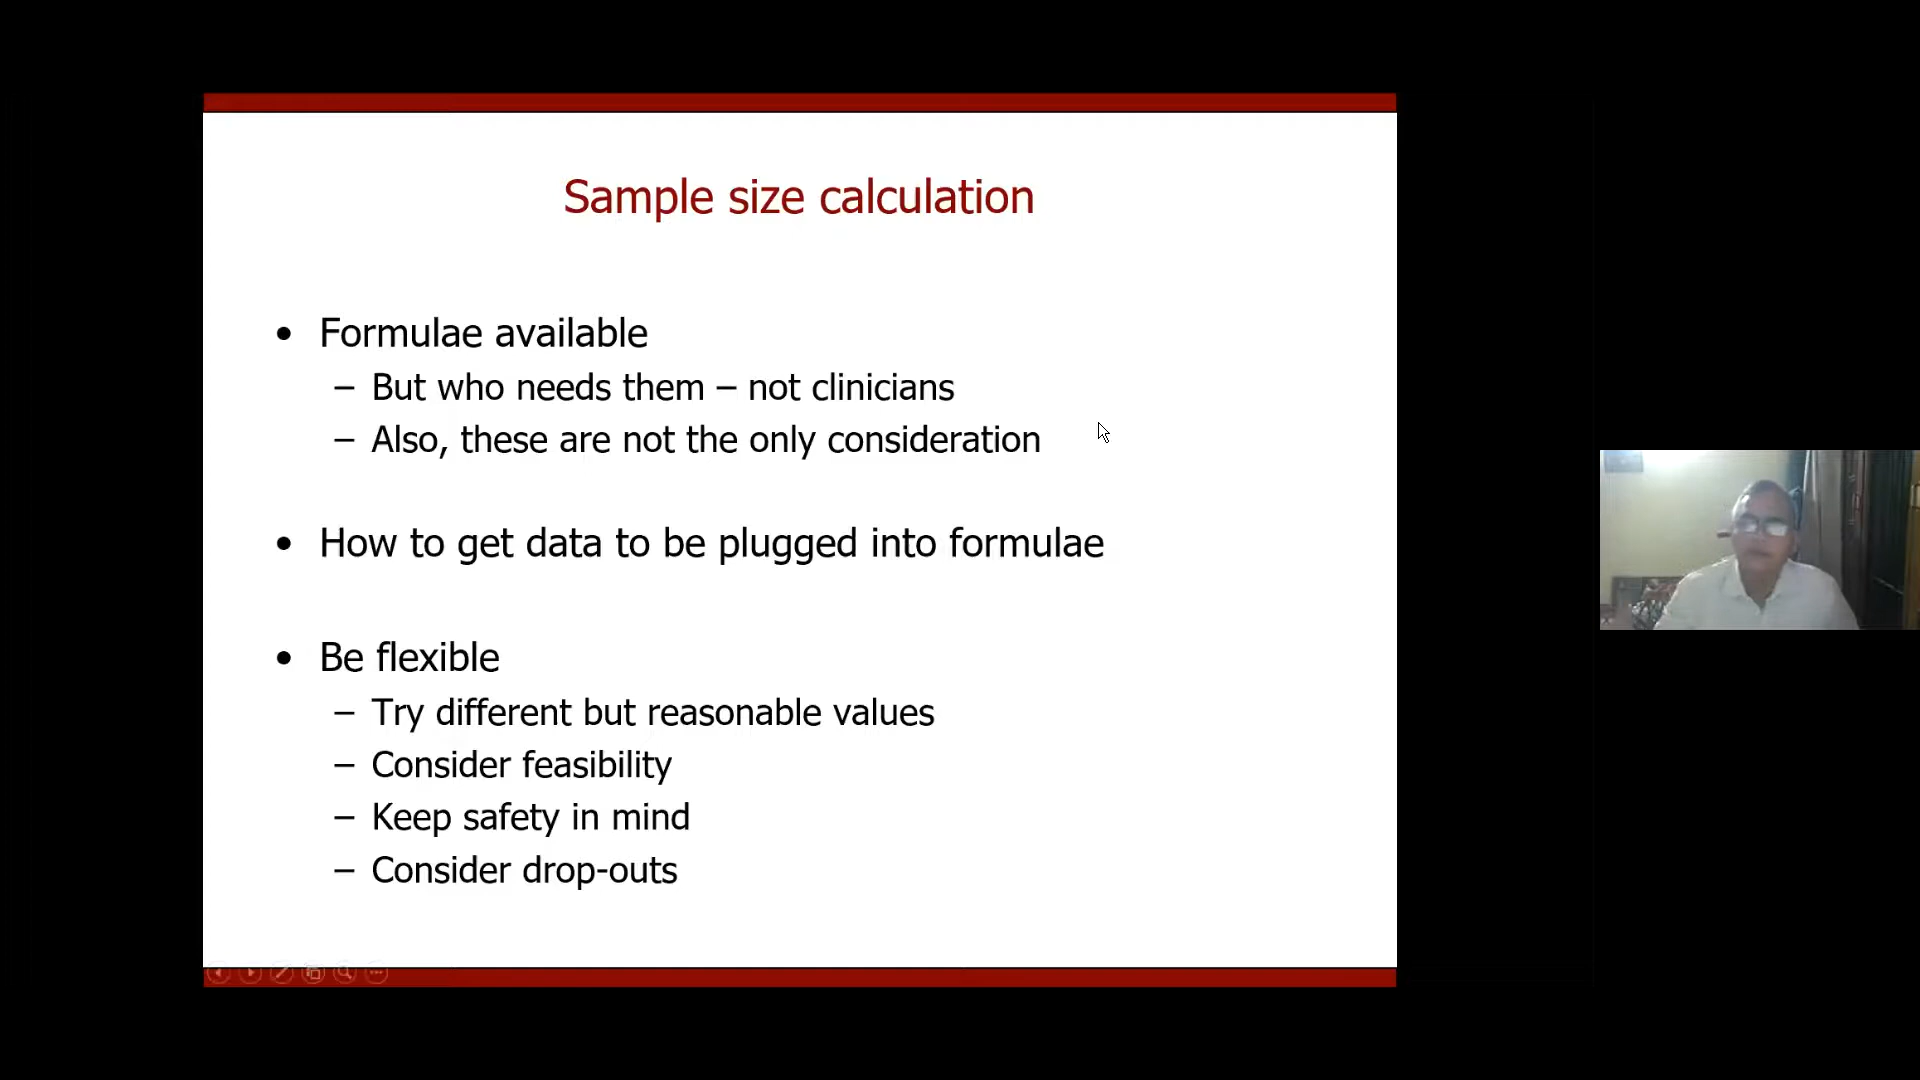 Sample size calculation
• Formulae available
– But who needs them – not clinicians
– Also, these are not the only consideration
• How to get data to be plugged into formulae
• Be flexible
– Try different but reasonable values
– Consider feasibility
– Keep safety in mind
– Consider drop-outs